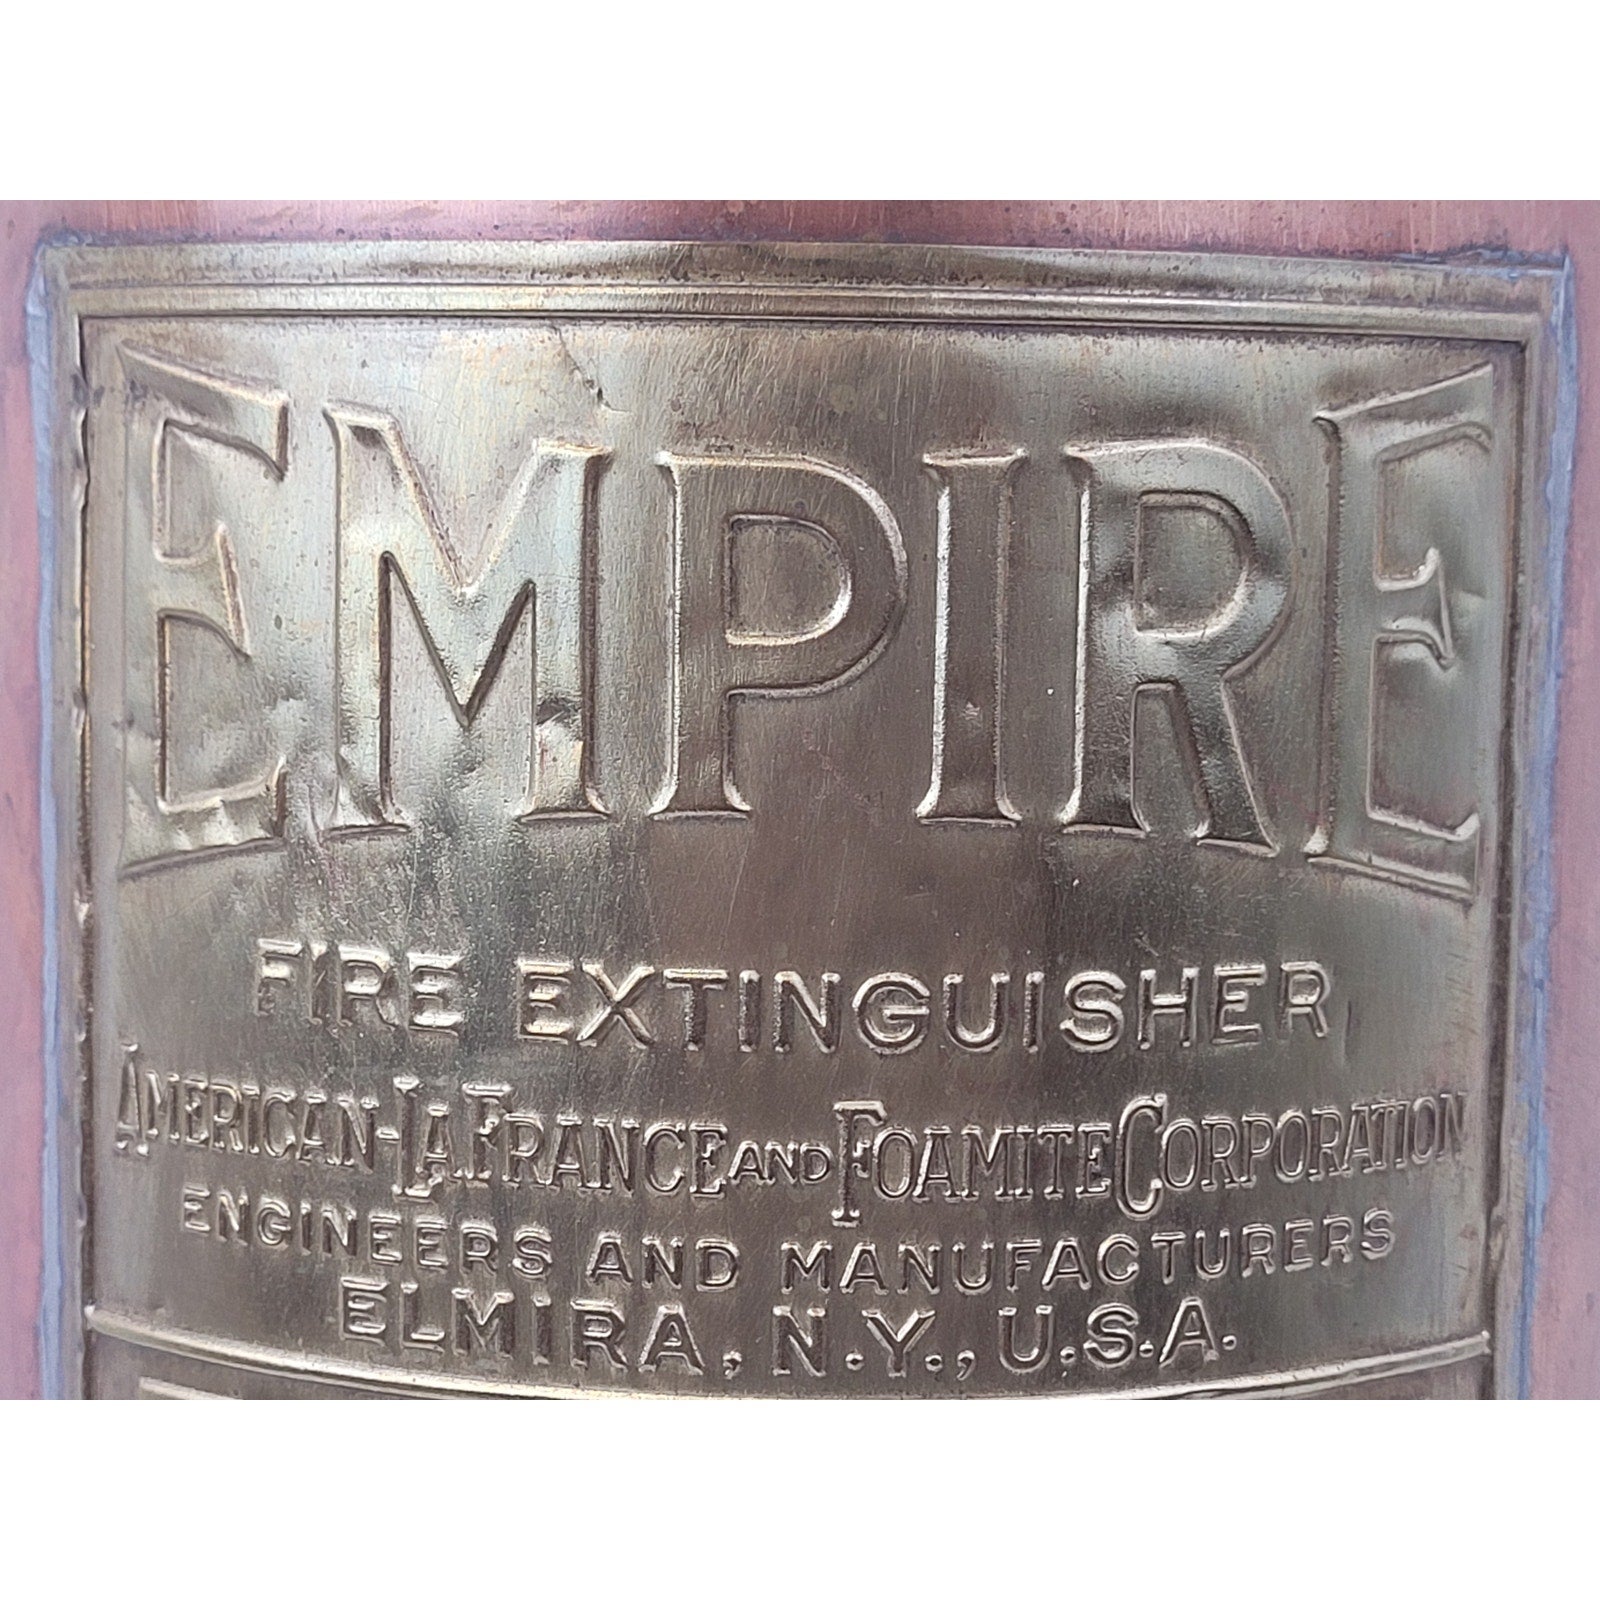 EMPIRE
FIRE EXTINGUISHER
AMERICAN-LAFRANCE AND FOAMITE CORPORATION
ENGINEERS AND MANUFACTURERS
ELMIRA, N.Y., U.S.A.